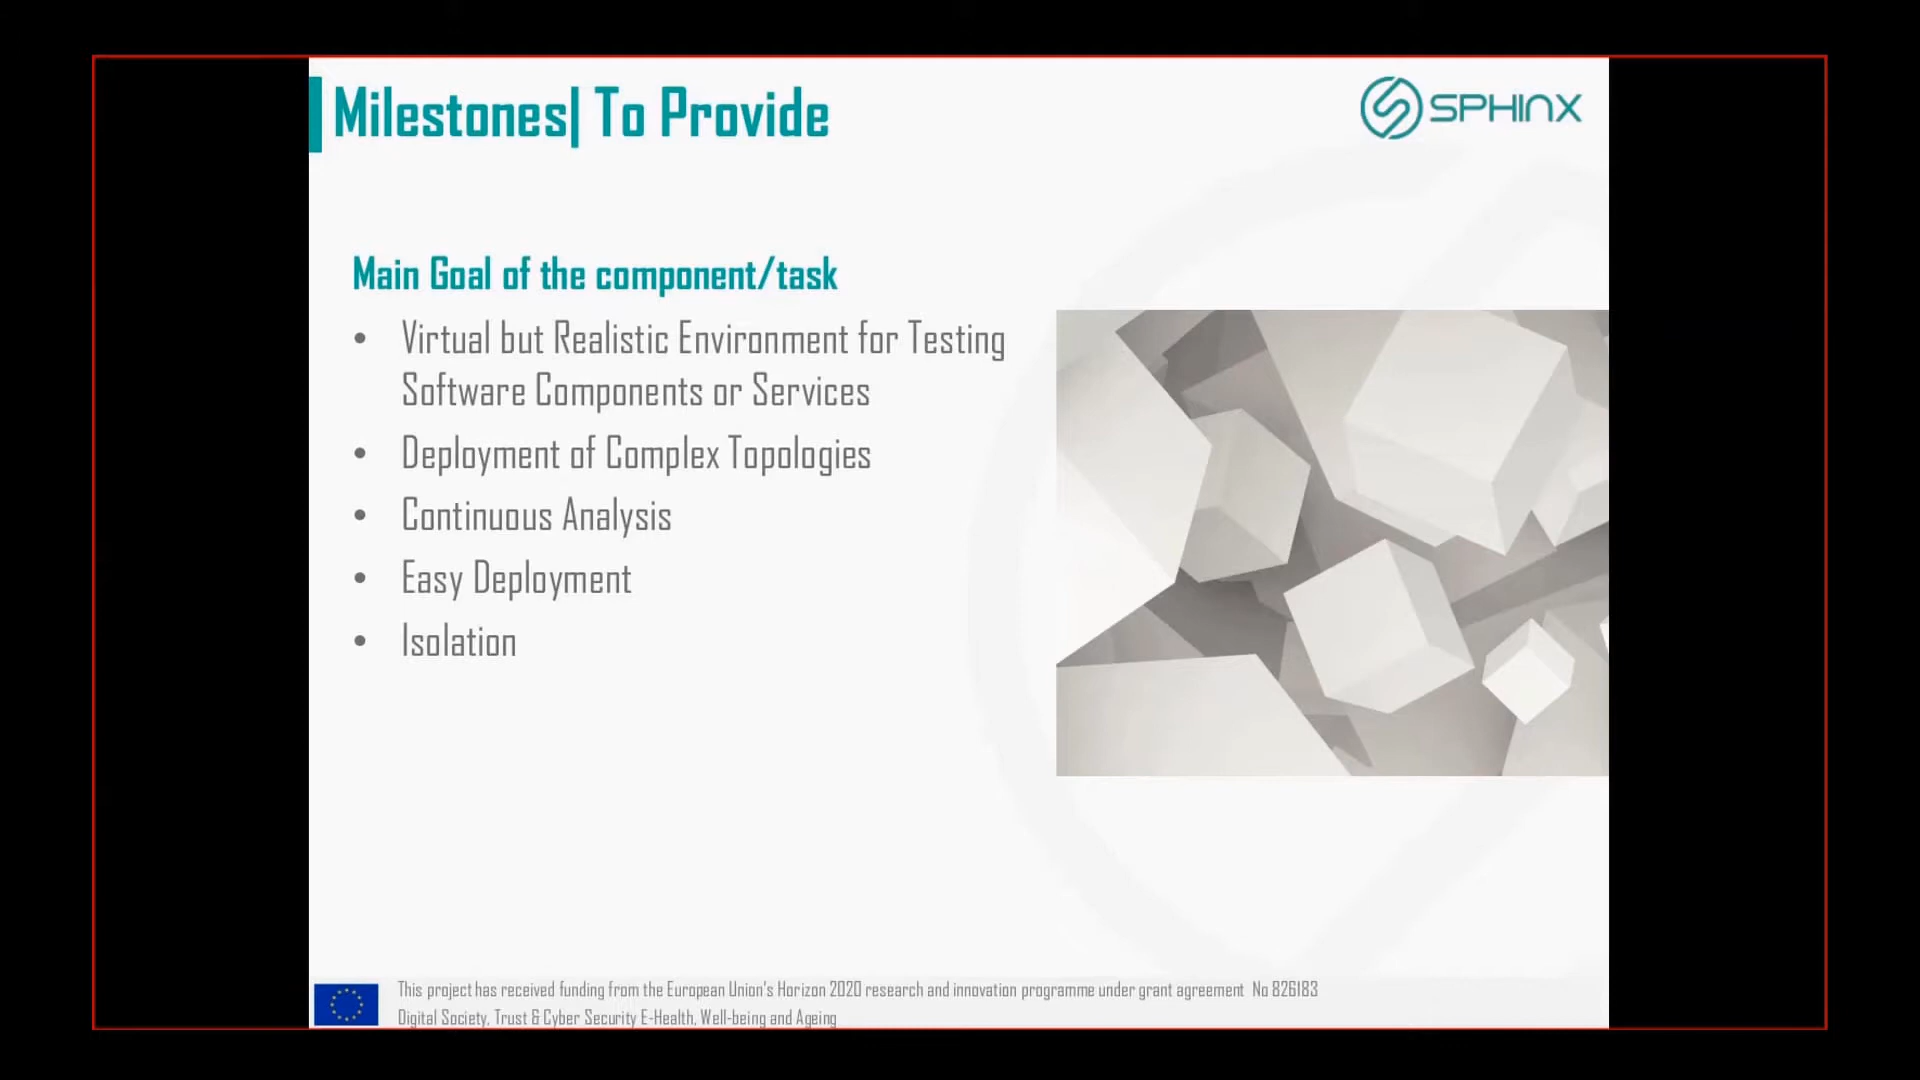 Milestones| To Provide
SPHINX
Main Goal of the component/task
• Virtual but Realistic Environment for Testing
Software Components or Services
• Deployment of Complex Topologies
• Continuous Analysis
• Easy Deployment
• Isolation
This project has received funding from the European Union's Horizon 2020 research and innovation programme under grant agreement No 826183
Digital Society, Trust & Cyber Security E-Health, Well-being and Ageing